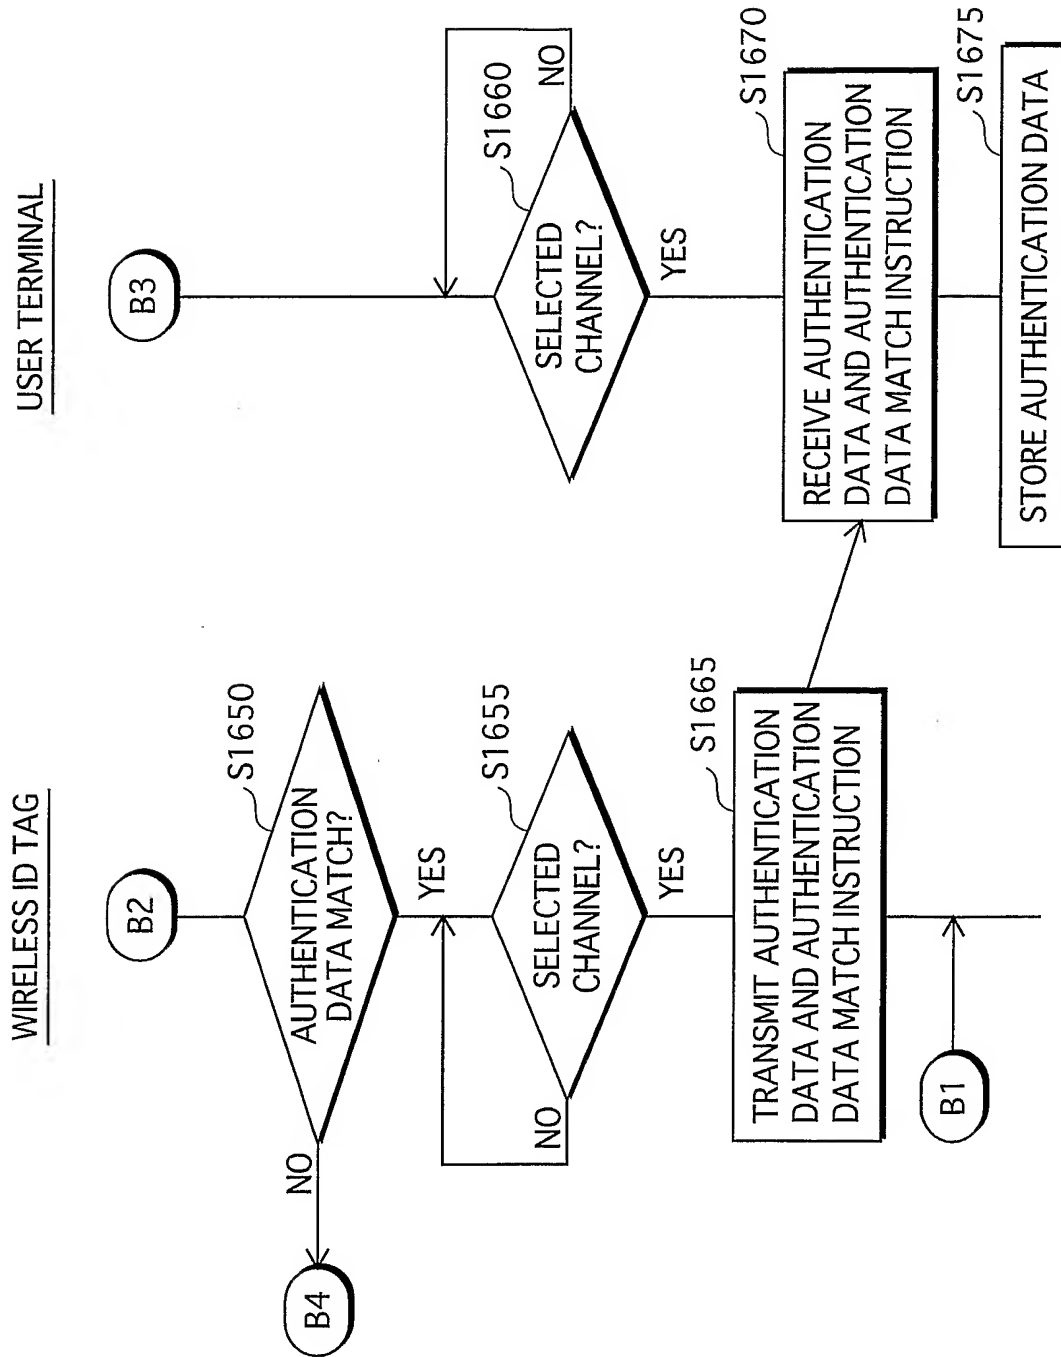 WIRELESS ID TAG
B2
AUTHENTICATION
DATA MATCH?
S1650
NO
B4
YES
SELECTED
CHANNEL?
S1655
NO
YES
TRANSMIT AUTHENTICATION
DATA AND AUTHENTICATION
DATA MATCH INSTRUCTION
S1665
B1
USER TERMINAL
B3
SELECTED
CHANNEL?
S1660
NO
YES
RECEIVE AUTHENTICATION
DATA AND AUTHENTICATION
DATA MATCH INSTRUCTION
S1670
STORE AUTHENTICATION DATA
S1675